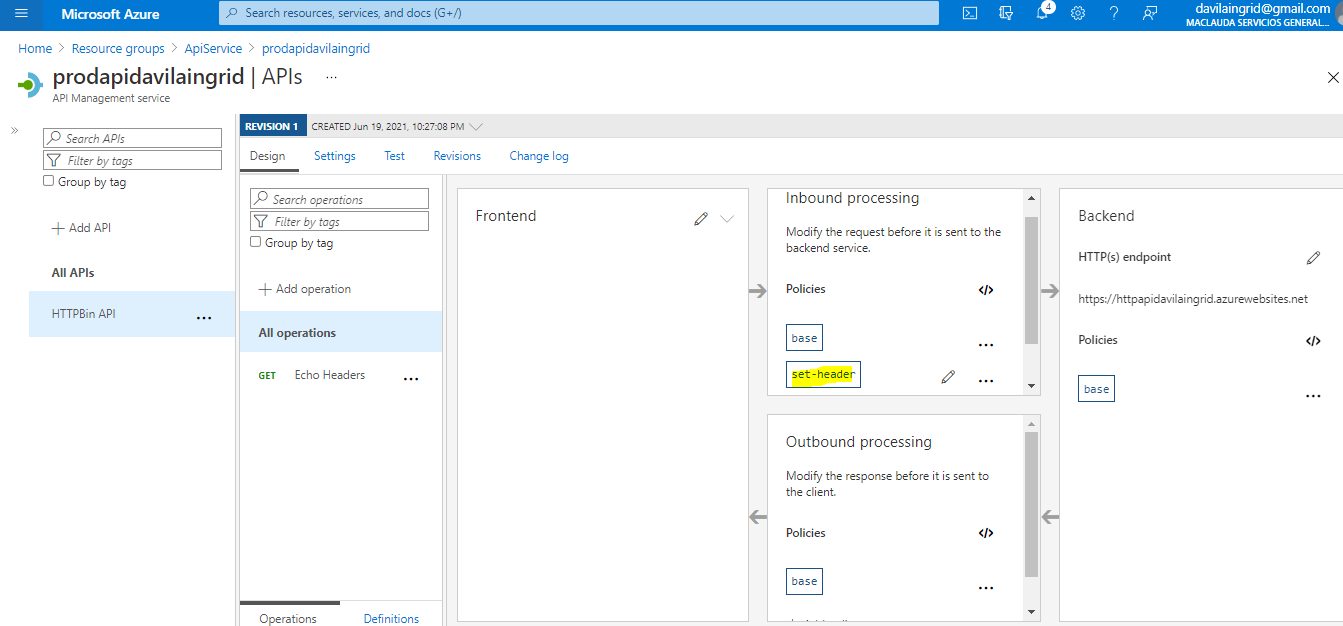 Microsoft Azure
Search resources, services, and docs (G+/)
4
davilaingrid@gmail.com
MACLAUDA SERVICIOS GENERAL...
Home > Resource groups > ApiService > prodapidavilaingrid
prodapidavilaingrid | APIs ...
API Management service
Search APIs
Filter by tags
Group by tag
+ Add API
All APIs
HTTPBin API ...
REVISION 1 CREATED Jun 19, 2021, 10:27:08 PM
Design Settings Test Revisions Change log
Search operations
Filter by tags
Group by tag
+ Add operation
All operations
GET Echo Headers ...
Operations Definitions
Frontend
Inbound processing
Modify the request before it is sent to the
backend service.
Policies </>
base ...
set-header ...
Outbound processing
Modify the response before it is sent to
the client.
Policies </>
base ...
Backend
HTTP(s) endpoint
https://httpapidavilaingrid.azurewebsites.net
Policies </>
base ...